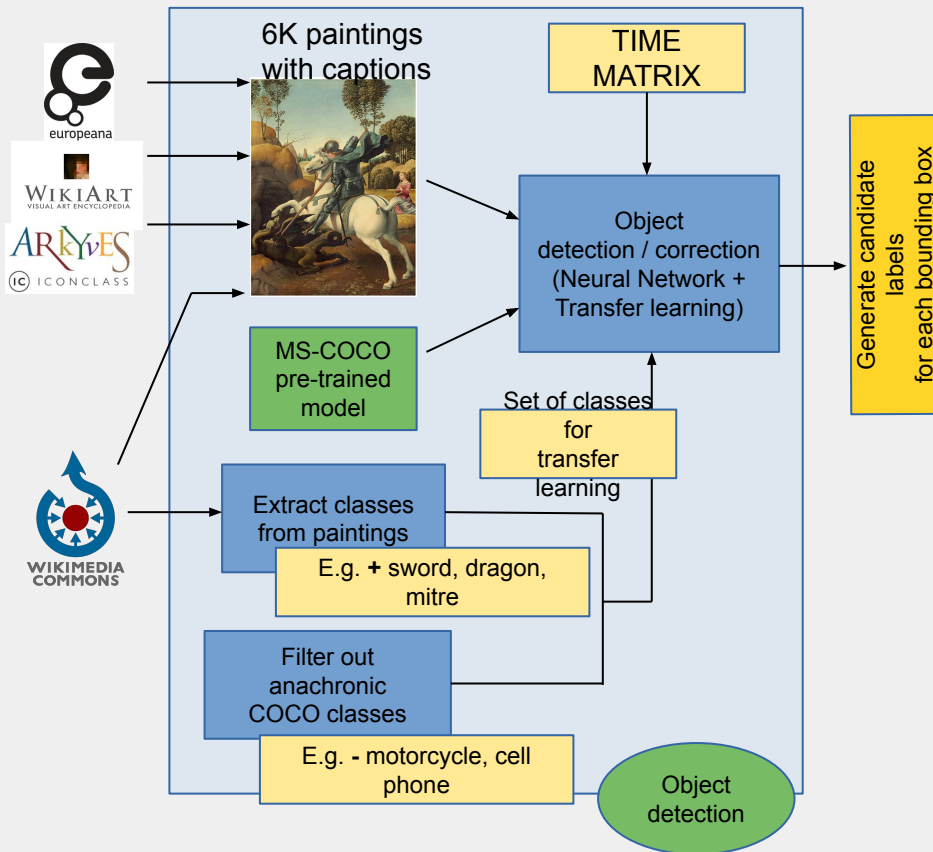 6K paintings
with captions
TIME
MATRIX
europeana
WIKIART
VISUAL ART ENCYCLOPEDIA
ARKYVES
IC ICONCLASS
Object
detection / correction
(Neural Network +
Transfer learning)
Generate candidate
labels
for each bounding box
MS-COCO
pre-trained
model
Set of classes
for
transfer
learning
WIKIMEDIA
COMMONS
Extract classes
from paintings
E.g. + sword, dragon,
mitre
Filter out
anachronic
COCO classes
E.g. - motorcycle, cell
phone
Object
detection